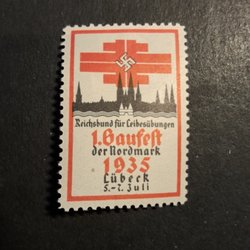 Reichsbund für Leibesübungen
1. Gaufest
der Nordmark
1935
Lübeck
5.-7. Juli